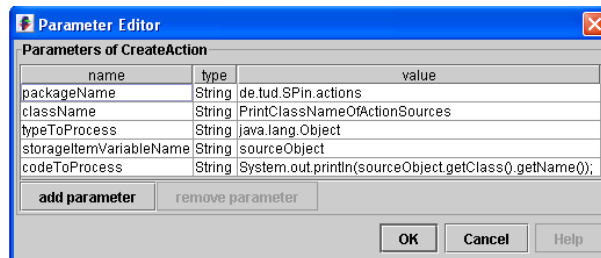 Parameter Editor
Parameters of CreateAction
name type value
packageName String de.tud.SPin.actions
className String PrintClassNameOfActionSources
typeToProcess String java.lang.Object
storageItemVariableName String sourceObject
codeToProcess String System.out.println(sourceObject.getClass().getName());
add parameter remove parameter
OK Cancel Help